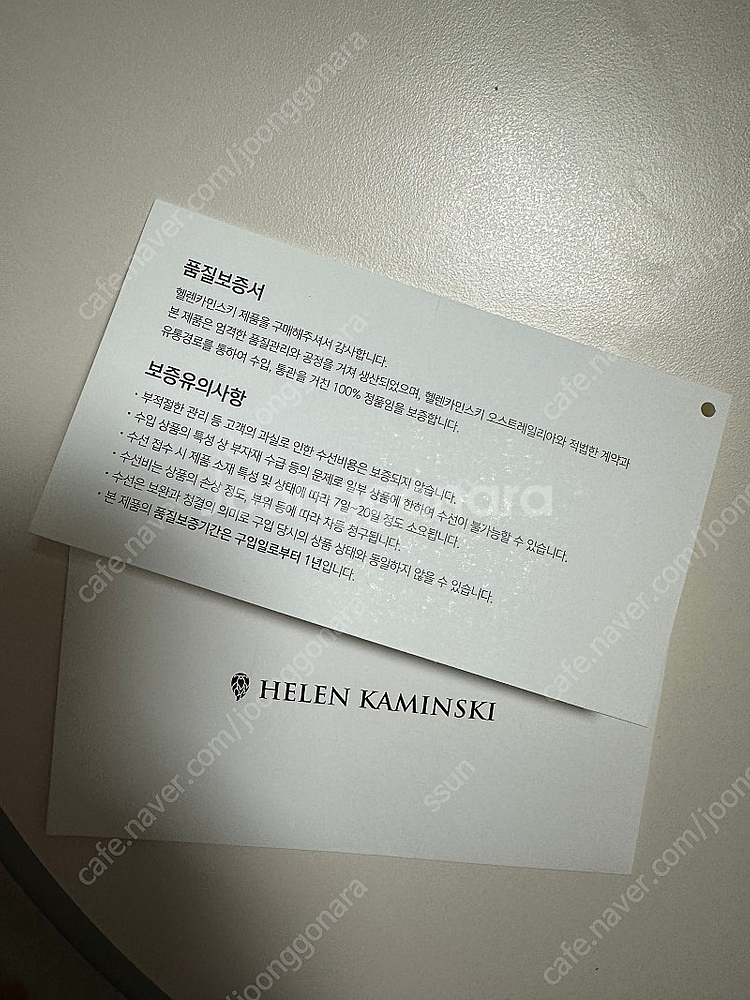 품질보증서
헬렌카민스키 제품을 구매해주셔서 감사합니다.
본 제품은 엄격한 품질관리와 공정을 거쳐 생산되었으며, 헬렌카민스키 오스트레일리아와 적법한 계약과
유통경로를 통하여 수입, 통관을 거친 100% 정품임을 보증합니다.
보증유의사항
· 부적절한 관리 등 고객의 과실로 인한 수선비용은 보증되지 않습니다.
· 수입 상품의 특성 상 부자재 수급 등의 문제로 일부 상품에 한하여 수선이 불가능할 수 있습니다.
· 수선 접수 시 제품 소재 특성 및 상태에 따라 7일~20일 정도 소요됩니다.
· 수선비는 상품의 손상 정도, 부위 등에 따라 차등 청구됩니다.
· 수선은 보완과 청결의 의미로 구입 당시의 상품 상태와 동일하지 않을 수 있습니다.
· 본 제품의 품질보증기간은 구입일로부터 1년입니다.
HELEN KAMINSKI
joonggonara
ssun
cafe.naver.com/joonggonara